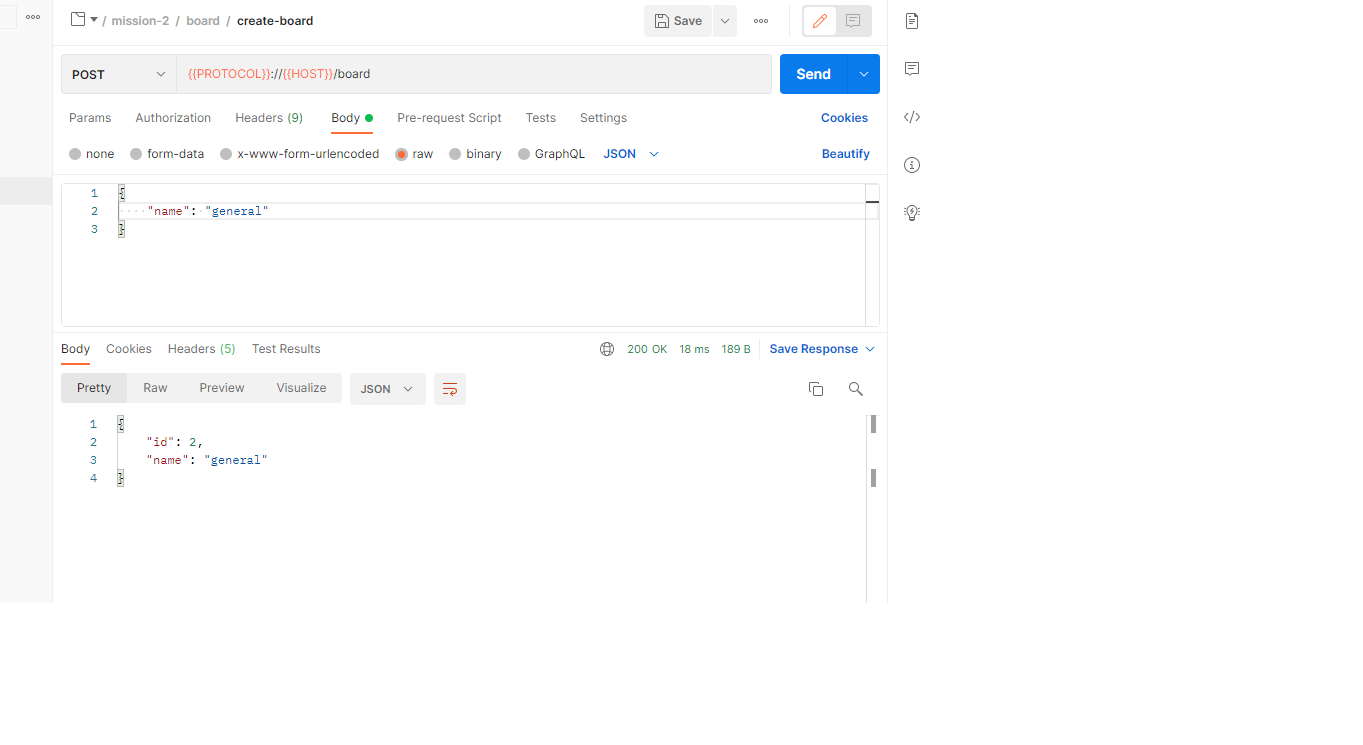 / mission-2 / board / create-board
Save
POST
{{PROTOCOL}}://{{HOST}}/board
Send
Params Authorization Headers (9) Body Pre-request Script Tests Settings Cookies
none form-data x-www-form-urlencoded raw binary GraphQL JSON Beautify
1 {
2 "name": "general"
3 }
Body Cookies Headers (5) Test Results 200 OK 18 ms 189 B Save Response
Pretty Raw Preview Visualize JSON
1 {
2 "id": 2,
3 "name": "general"
4 }